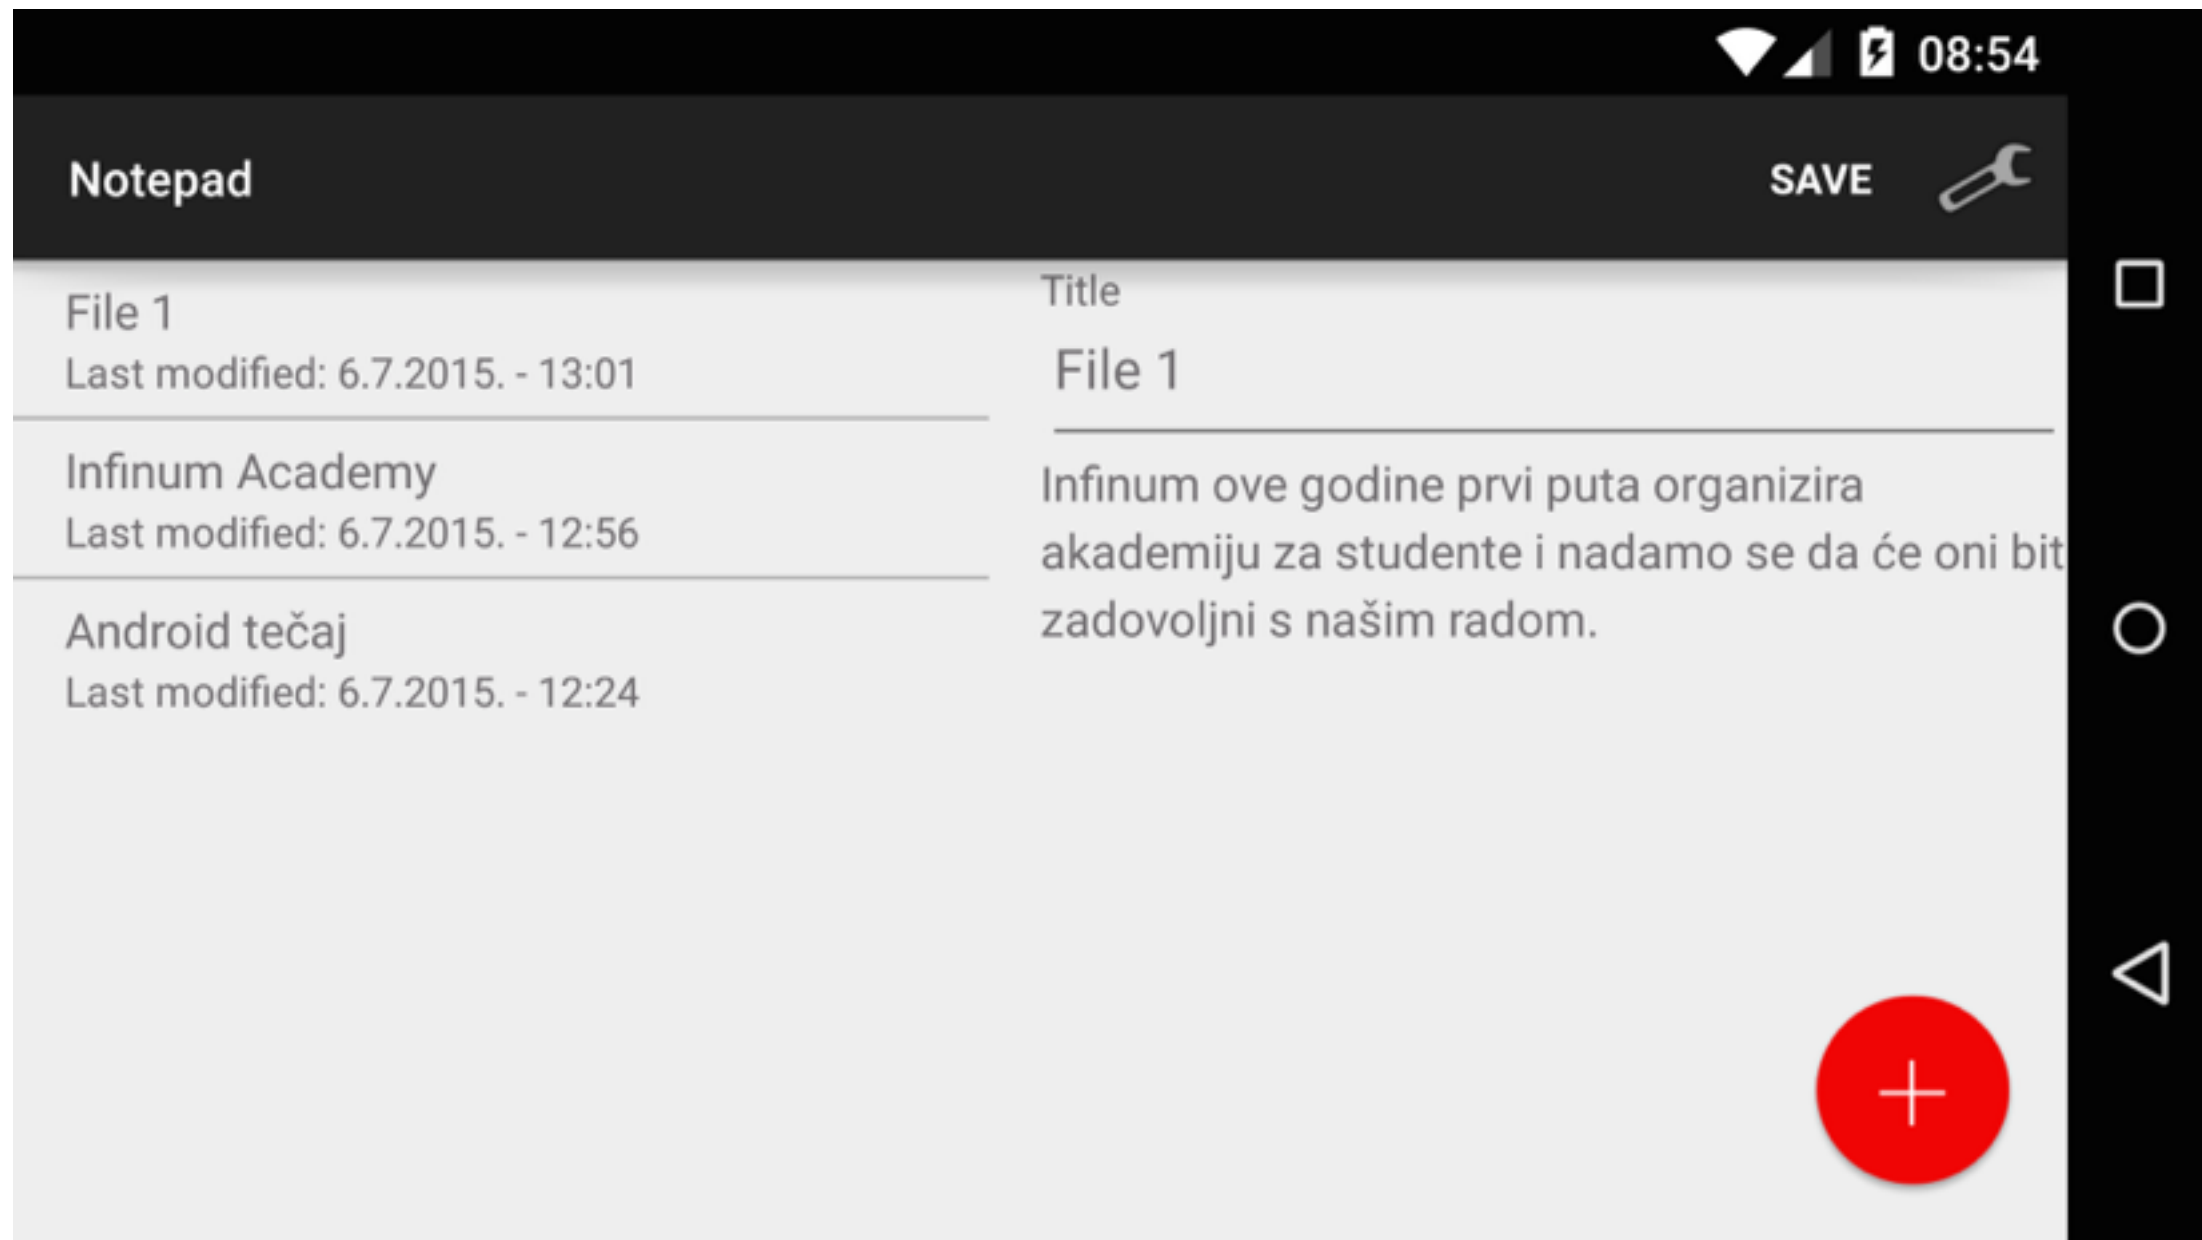 08:54
Notepad
SAVE
File 1
Last modified: 6.7.2015. - 13:01
Infinum Academy
Last modified: 6.7.2015. - 12:56
Android tečaj
Last modified: 6.7.2015. - 12:24
Title
File 1
Infinum ove godine prvi puta organizira
akademiju za studente i nadamo se da će oni bit
zadovoljni s našim radom.